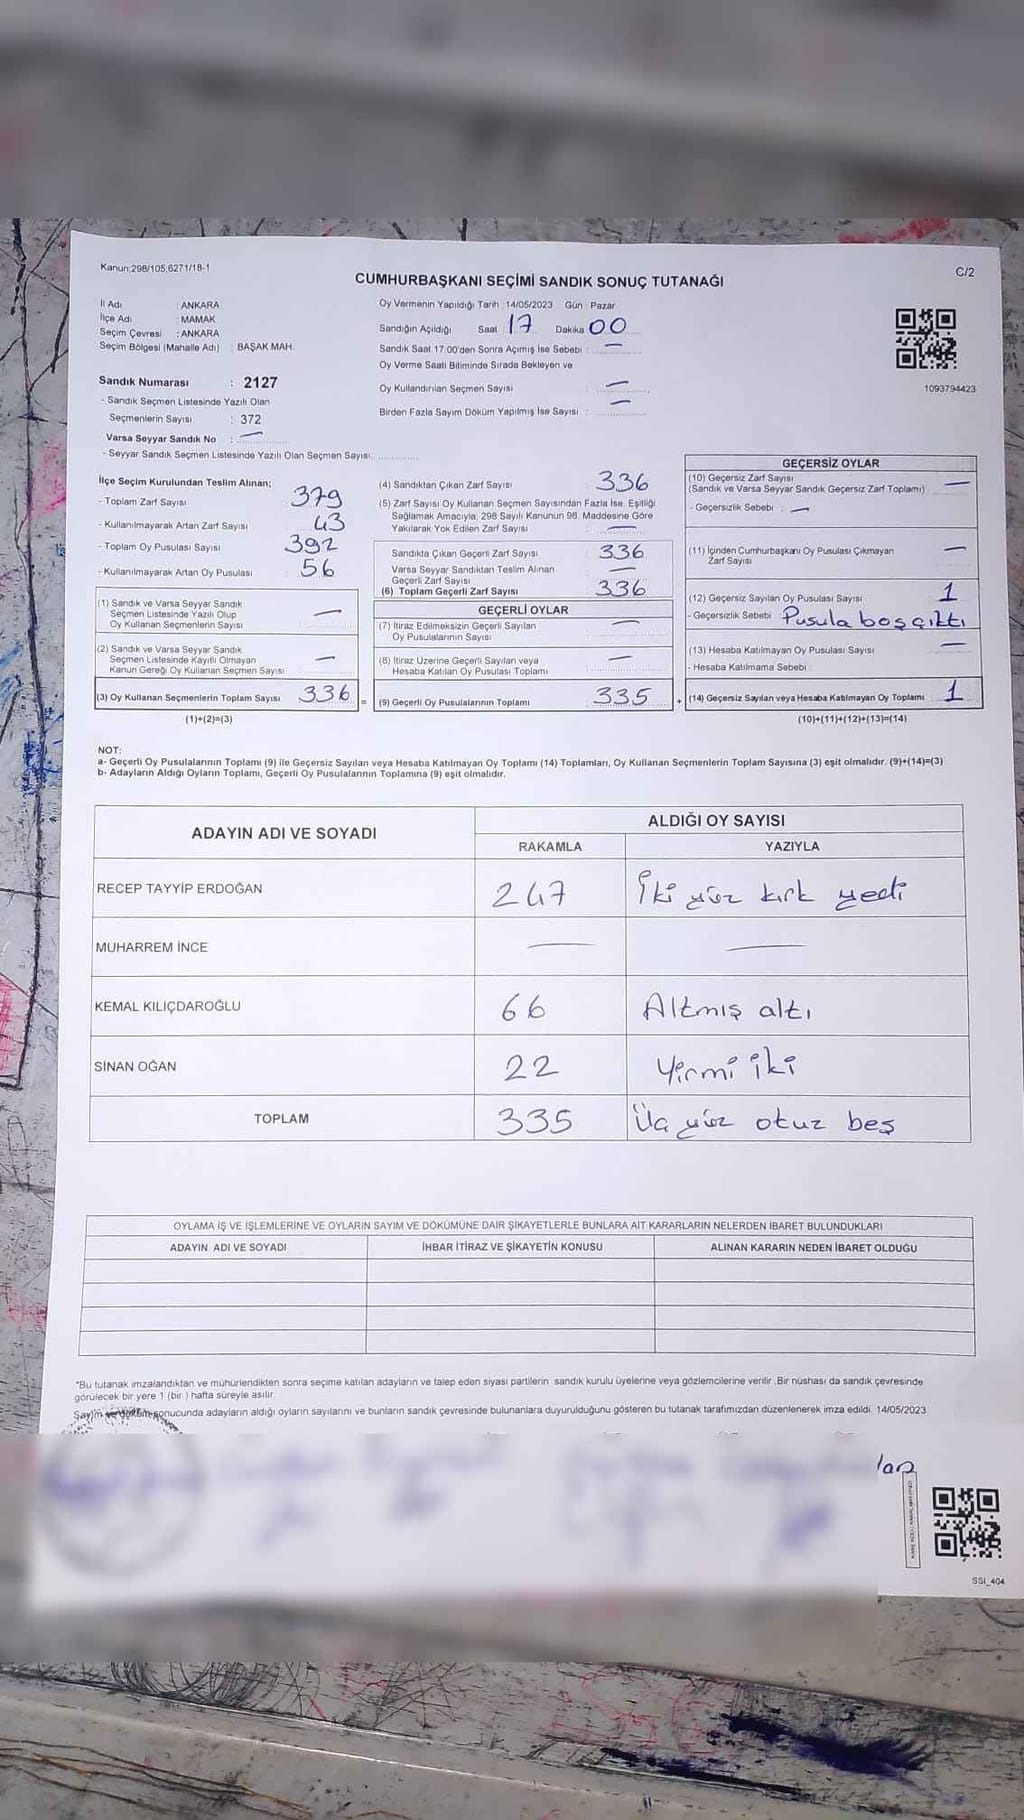 Kanun;298/105,6271/18-1
C/2
CUMHURBAŞKANI SEÇİMİ SANDIK SONUÇ TUTANAĞI
İl Adı : ANKARA
İlçe Adı : MAMAK
Seçim Çevresi : ANKARA
Seçim Bölgesi (Mahalle Adı) : BAŞAK MAH.
Oy Vermenin Yapıldığı Tarih :14/05/2023 Gün : Pazar
Sandığın Açıldığı Saat : 17 Dakika : 00
Sandık Saat 17:00'den Sonra Açımış İse Sebebi : —
Oy Verme Saati Bitiminde Sırada Bekleyen ve
Oy Kullandırılan Seçmen Sayısı : —
Birden Fazla Sayım Döküm Yapılmış İse Sayısı : —
1093794423
Sandık Numarası : 2127
- Sandık Seçmen Listesinde Yazılı Olan
Seçmenlerin Sayısı : 372
Varsa Seyyar Sandık No : —
- Seyyar Sandık Seçmen Listesinde Yazılı Olan Seçmen Sayısı:
İlçe Seçim Kurulundan Teslim Alınan;
- Toplam Zarf Sayısı 379
- Kullanılmayarak Artan Zarf Sayısı 43
- Toplam Oy Pusulası Sayısı 392
- Kullanılmayarak Artan Oy Pusulası 56
(1) Sandık ve Varsa Seyyar Sandık
Seçmen Listesinde Yazılı Olup
Oy Kullanan Seçmenlerin Sayısı —
(2) Sandık ve Varsa Seyyar Sandık
Seçmen Listesinde Kayıtlı Olmayan
Kanun Gereği Oy Kullanan Seçmen Sayısı —
(3) Oy Kullanan Seçmenlerin Toplam Sayısı 336 =
(1)+(2)=(3)
(4) Sandıktan Çıkan Zarf Sayısı 336
(5) Zarf Sayısı Oy Kullanan Seçmen Sayısından Fazla İse, Eşitliği
Sağlamak Amacıyla, 298 Sayılı Kanunun 98. Maddesine Göre
Yakılarak Yok Edilen Zarf Sayısı —
Sandıkta Çıkan Geçerli Zarf Sayısı 336
Varsa Seyyar Sandıktan Teslim Alınan
Geçerli Zarf Sayısı —
(6) Toplam Geçerli Zarf Sayısı 336
GEÇERLİ OYLAR
(7) İtiraz Edilmeksizin Geçerli Sayılan
Oy Pusulalarının Sayısı —
(8) İtiraz Üzerine Geçerli Sayılan veya
Hesaba Katılan Oy Pusulası Toplamı —
(9) Geçerli Oy Pusulalarının Toplamı 335 +
GEÇERSİZ OYLAR
(10) Geçersiz Zarf Sayısı —
(Sandık ve Varsa Seyyar Sandık Geçersiz Zarf Toplamı)
- Geçersizlik Sebebi : —
(11) İçinden Cumhurbaşkanı Oy Pusulası Çıkmayan
Zarf Sayısı —
(12) Geçersiz Sayılan Oy Pusulası Sayısı 1
- Geçersizlik Sebebi : Pusula boş çıktı
(13) Hesaba Katılmayan Oy Pusulası Sayısı —
- Hesaba Katılmama Sebebi :
(14) Geçersiz Sayılan veya Hesaba Katılmayan Oy Toplamı 1
(10)+(11)+(12)+(13)=(14)
NOT:
a- Geçerli Oy Pusulalarının Toplamı (9) ile Geçersiz Sayılan veya Hesaba Katılmayan Oy Toplamı (14) Toplamları, Oy Kullanan Seçmenlerin Toplam Sayısına (3) eşit olmalıdır. (9)+(14)=(3)
b- Adayların Aldığı Oyların Toplamı, Geçerli Oy Pusulalarının Toplamına (9) eşit olmalıdır.
ADAYIN ADI VE SOYADI ALDIĞI OY SAYISI
RAKAMLA YAZIYLA
RECEP TAYYİP ERDOĞAN 247 İki yüz kırk yedi
MUHARREM İNCE — —
KEMAL KILIÇDAROĞLU 66 Altmış altı
SİNAN OĞAN 22 Yirmi iki
TOPLAM 335 Üç yüz otuz beş
OYLAMA İŞ VE İŞLEMLERİNE VE OYLARIN SAYIM VE DÖKÜMÜNE DAİR ŞİKAYETLERLE BUNLARA AİT KARARLARIN NELERDEN İBARET BULUNDUKLARI
ADAYIN ADI VE SOYADI İHBAR İTİRAZ VE ŞİKAYETİN KONUSU ALINAN KARARIN NEDEN İBARET OLDUĞU
*Bu tutanak imzalandıktan ve mühürlendikten sonra seçime katılan adayların ve talep eden siyasi partilerin sandık kurulu üyelerine veya gözlemcilerine verilir. Bir nüshası da sandık çevresinde
görülecek bir yere 1 (bir ) hafta süreyle asılır.
Sayım ve döküm sonucunda adayların aldığı oyların sayılarını ve bunların sandık çevresinde bulunanlara duyurulduğunu gösteren bu tutanak tarafımızdan düzenlenerek imza edildi. 14/05/2023
SSI_404